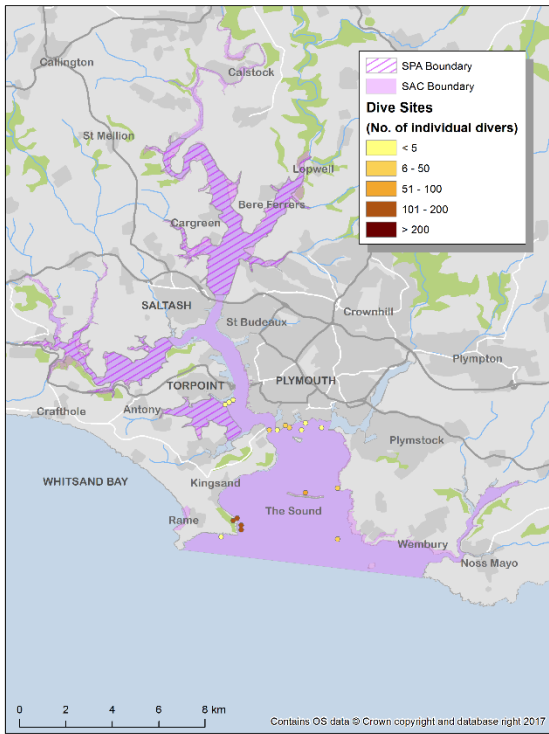 Callington
Calstock
St Mellion
Lopwell
Bere Ferrers
Cargreen
SPA Boundary
SAC Boundary
Dive Sites
(No. of individual divers)
< 5
6 - 50
51 - 100
101 - 200
> 200
SALTASH
St Budeaux
Crownhill
Plympton
TORPOINT
PLYMOUTH
Crafthole
Antony
Plymstock
WHITSAND BAY
Kingsand
The Sound
Rame
Wembury
Noss Mayo
0 2 4 8 km
Contains OS data © Crown copyright and database right 2017